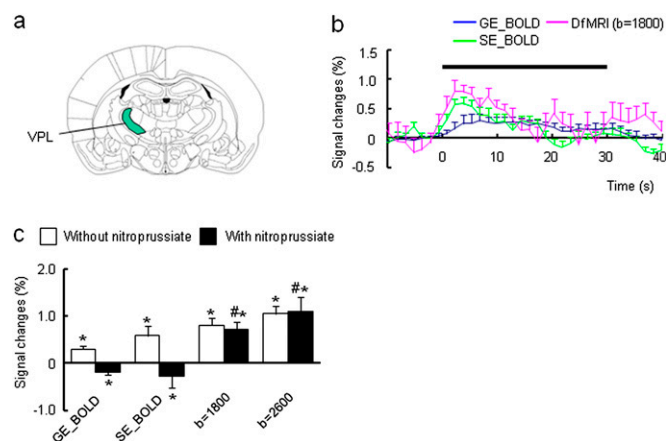 a
VPL
b
GE_BOLD DfMRI (b=1800)
SE_BOLD
Signal changes (%)
1.5
1.0
0.5
0
-0.5
0 10 20 30 40
Time (s)
c
Without nitroprussiate With nitroprussiate
Signal changes (%)
2.0
1.0
0
-1.0
* * * * * #* * #*
GE_BOLD SE_BOLD b=1800 b=2600